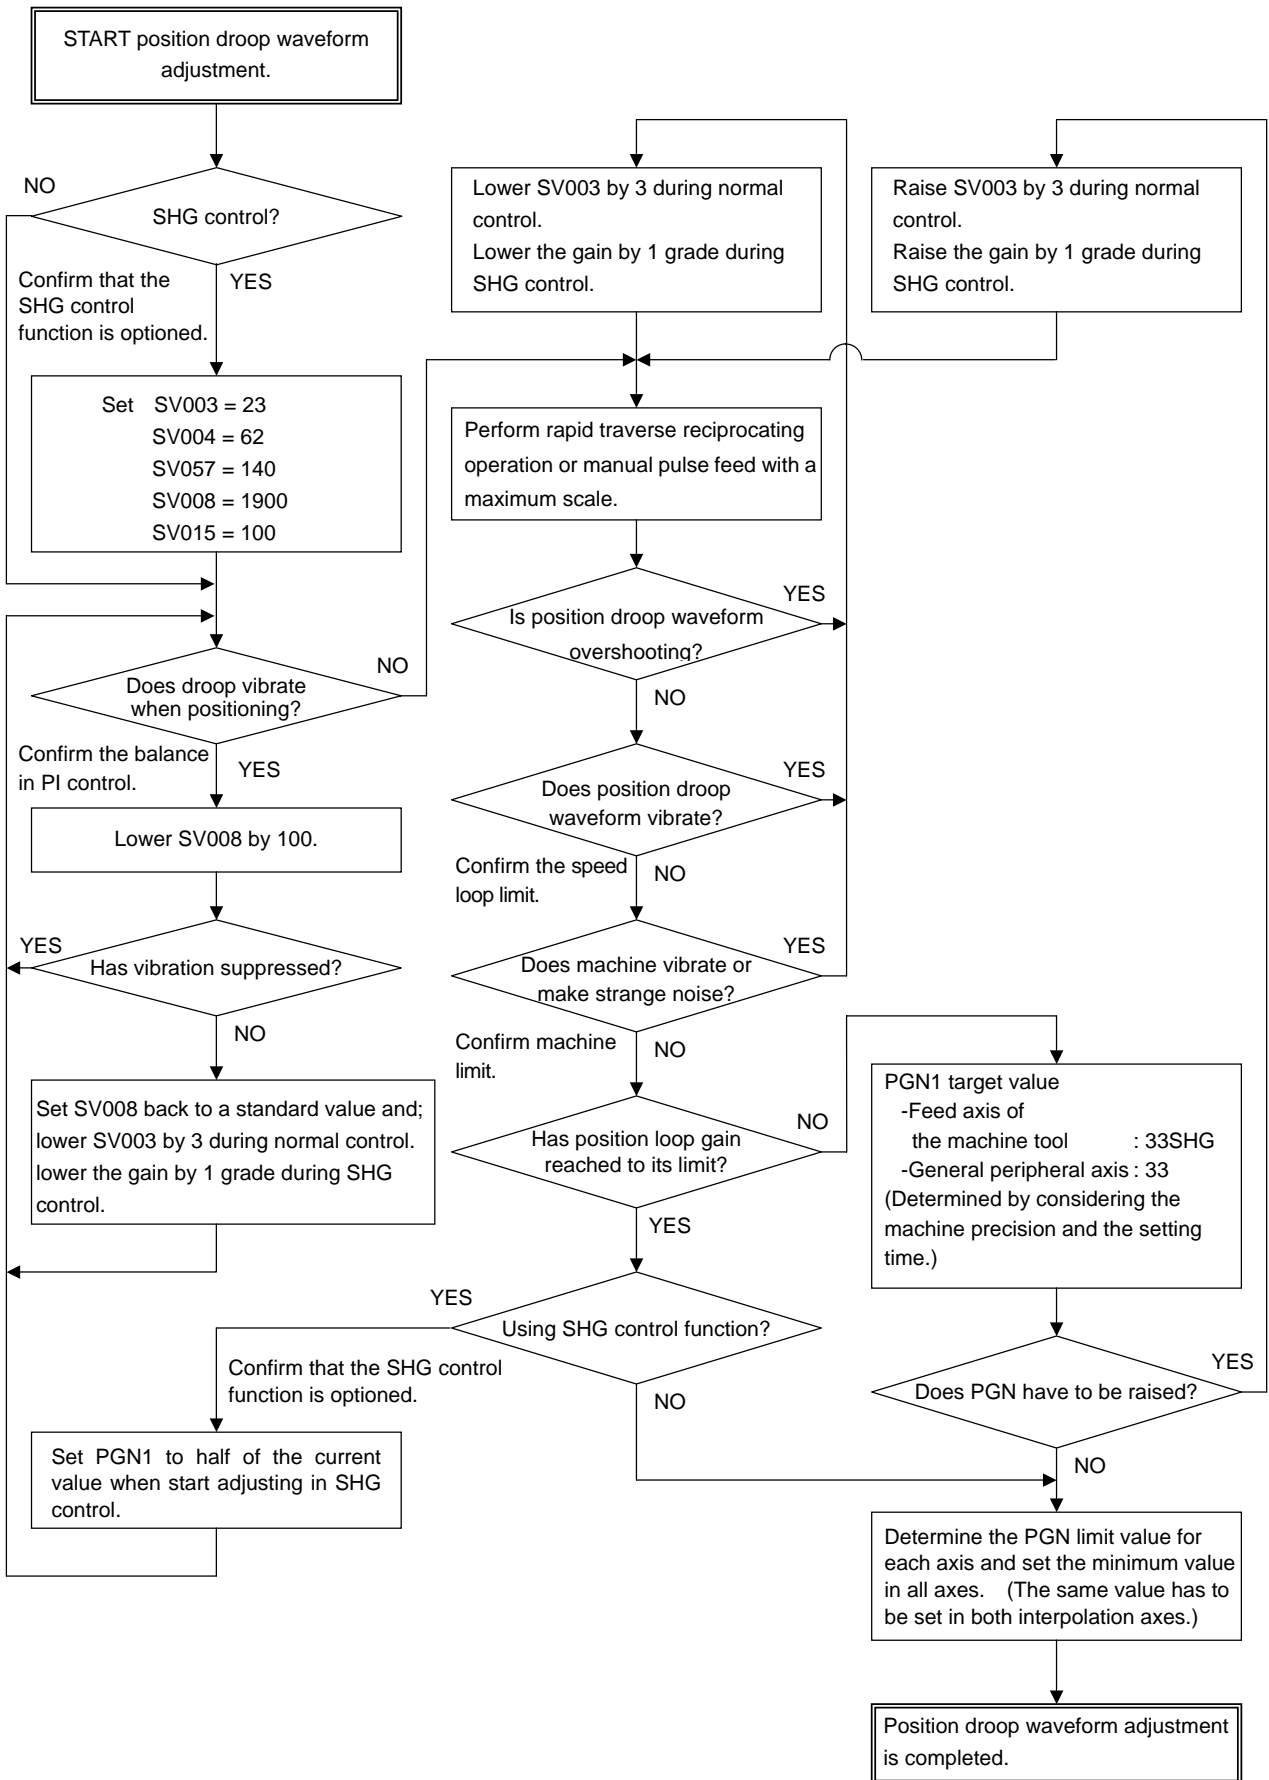 START position droop waveform
adjustment.
NO
SHG control?
Confirm that the
SHG control
function is optioned.
YES
Set SV003 = 23
SV004 = 62
SV057 = 140
SV008 = 1900
SV015 = 100
NO
Does droop vibrate
when positioning?
Confirm the balance
in PI control.
YES
Lower SV008 by 100.
YES
Has vibration suppressed?
NO
Set SV008 back to a standard value and;
lower SV003 by 3 during normal control.
lower the gain by 1 grade during SHG
control.
Lower SV003 by 3 during normal
control.
Lower the gain by 1 grade during
SHG control.
Raise SV003 by 3 during normal
control.
Raise the gain by 1 grade during
SHG control.
Perform rapid traverse reciprocating
operation or manual pulse feed with a
maximum scale.
YES
Is position droop waveform
overshooting?
NO
YES
Does position droop
waveform vibrate?
Confirm the speed
loop limit.
NO
YES
Does machine vibrate or
make strange noise?
Confirm machine
limit.
NO
NO
Has position loop gain
reached to its limit?
YES
PGN1 target value
-Feed axis of
the machine tool : 33SHG
-General peripheral axis : 33
(Determined by considering the
machine precision and the setting
time.)
YES
Using SHG control function?
Confirm that the SHG control
function is optioned.
NO
YES
Does PGN have to be raised?
NO
Set PGN1 to half of the current
value when start adjusting in SHG
control.
Determine the PGN limit value for
each axis and set the minimum value
in all axes. (The same value has to
be set in both interpolation axes.)
Position droop waveform adjustment
is completed.